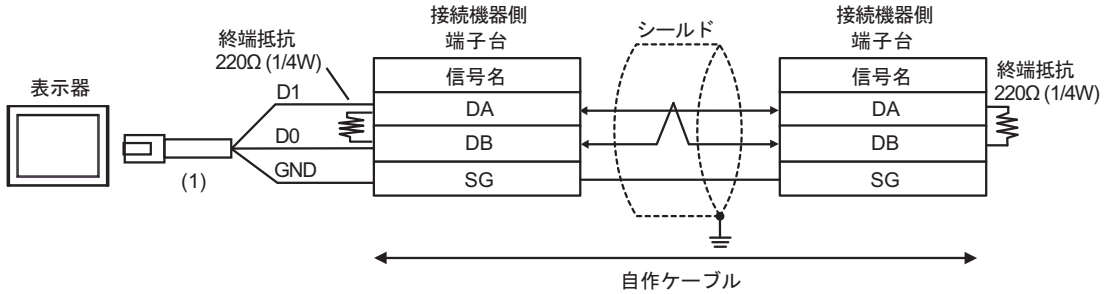 表示器
(1)
D1
D0
GND
終端抵抗
220Ω (1/4W)
接続機器側
端子台
信号名
DA
DB
SG
シールド
接続機器側
端子台
信号名
DA
DB
SG
終端抵抗
220Ω (1/4W)
自作ケーブル